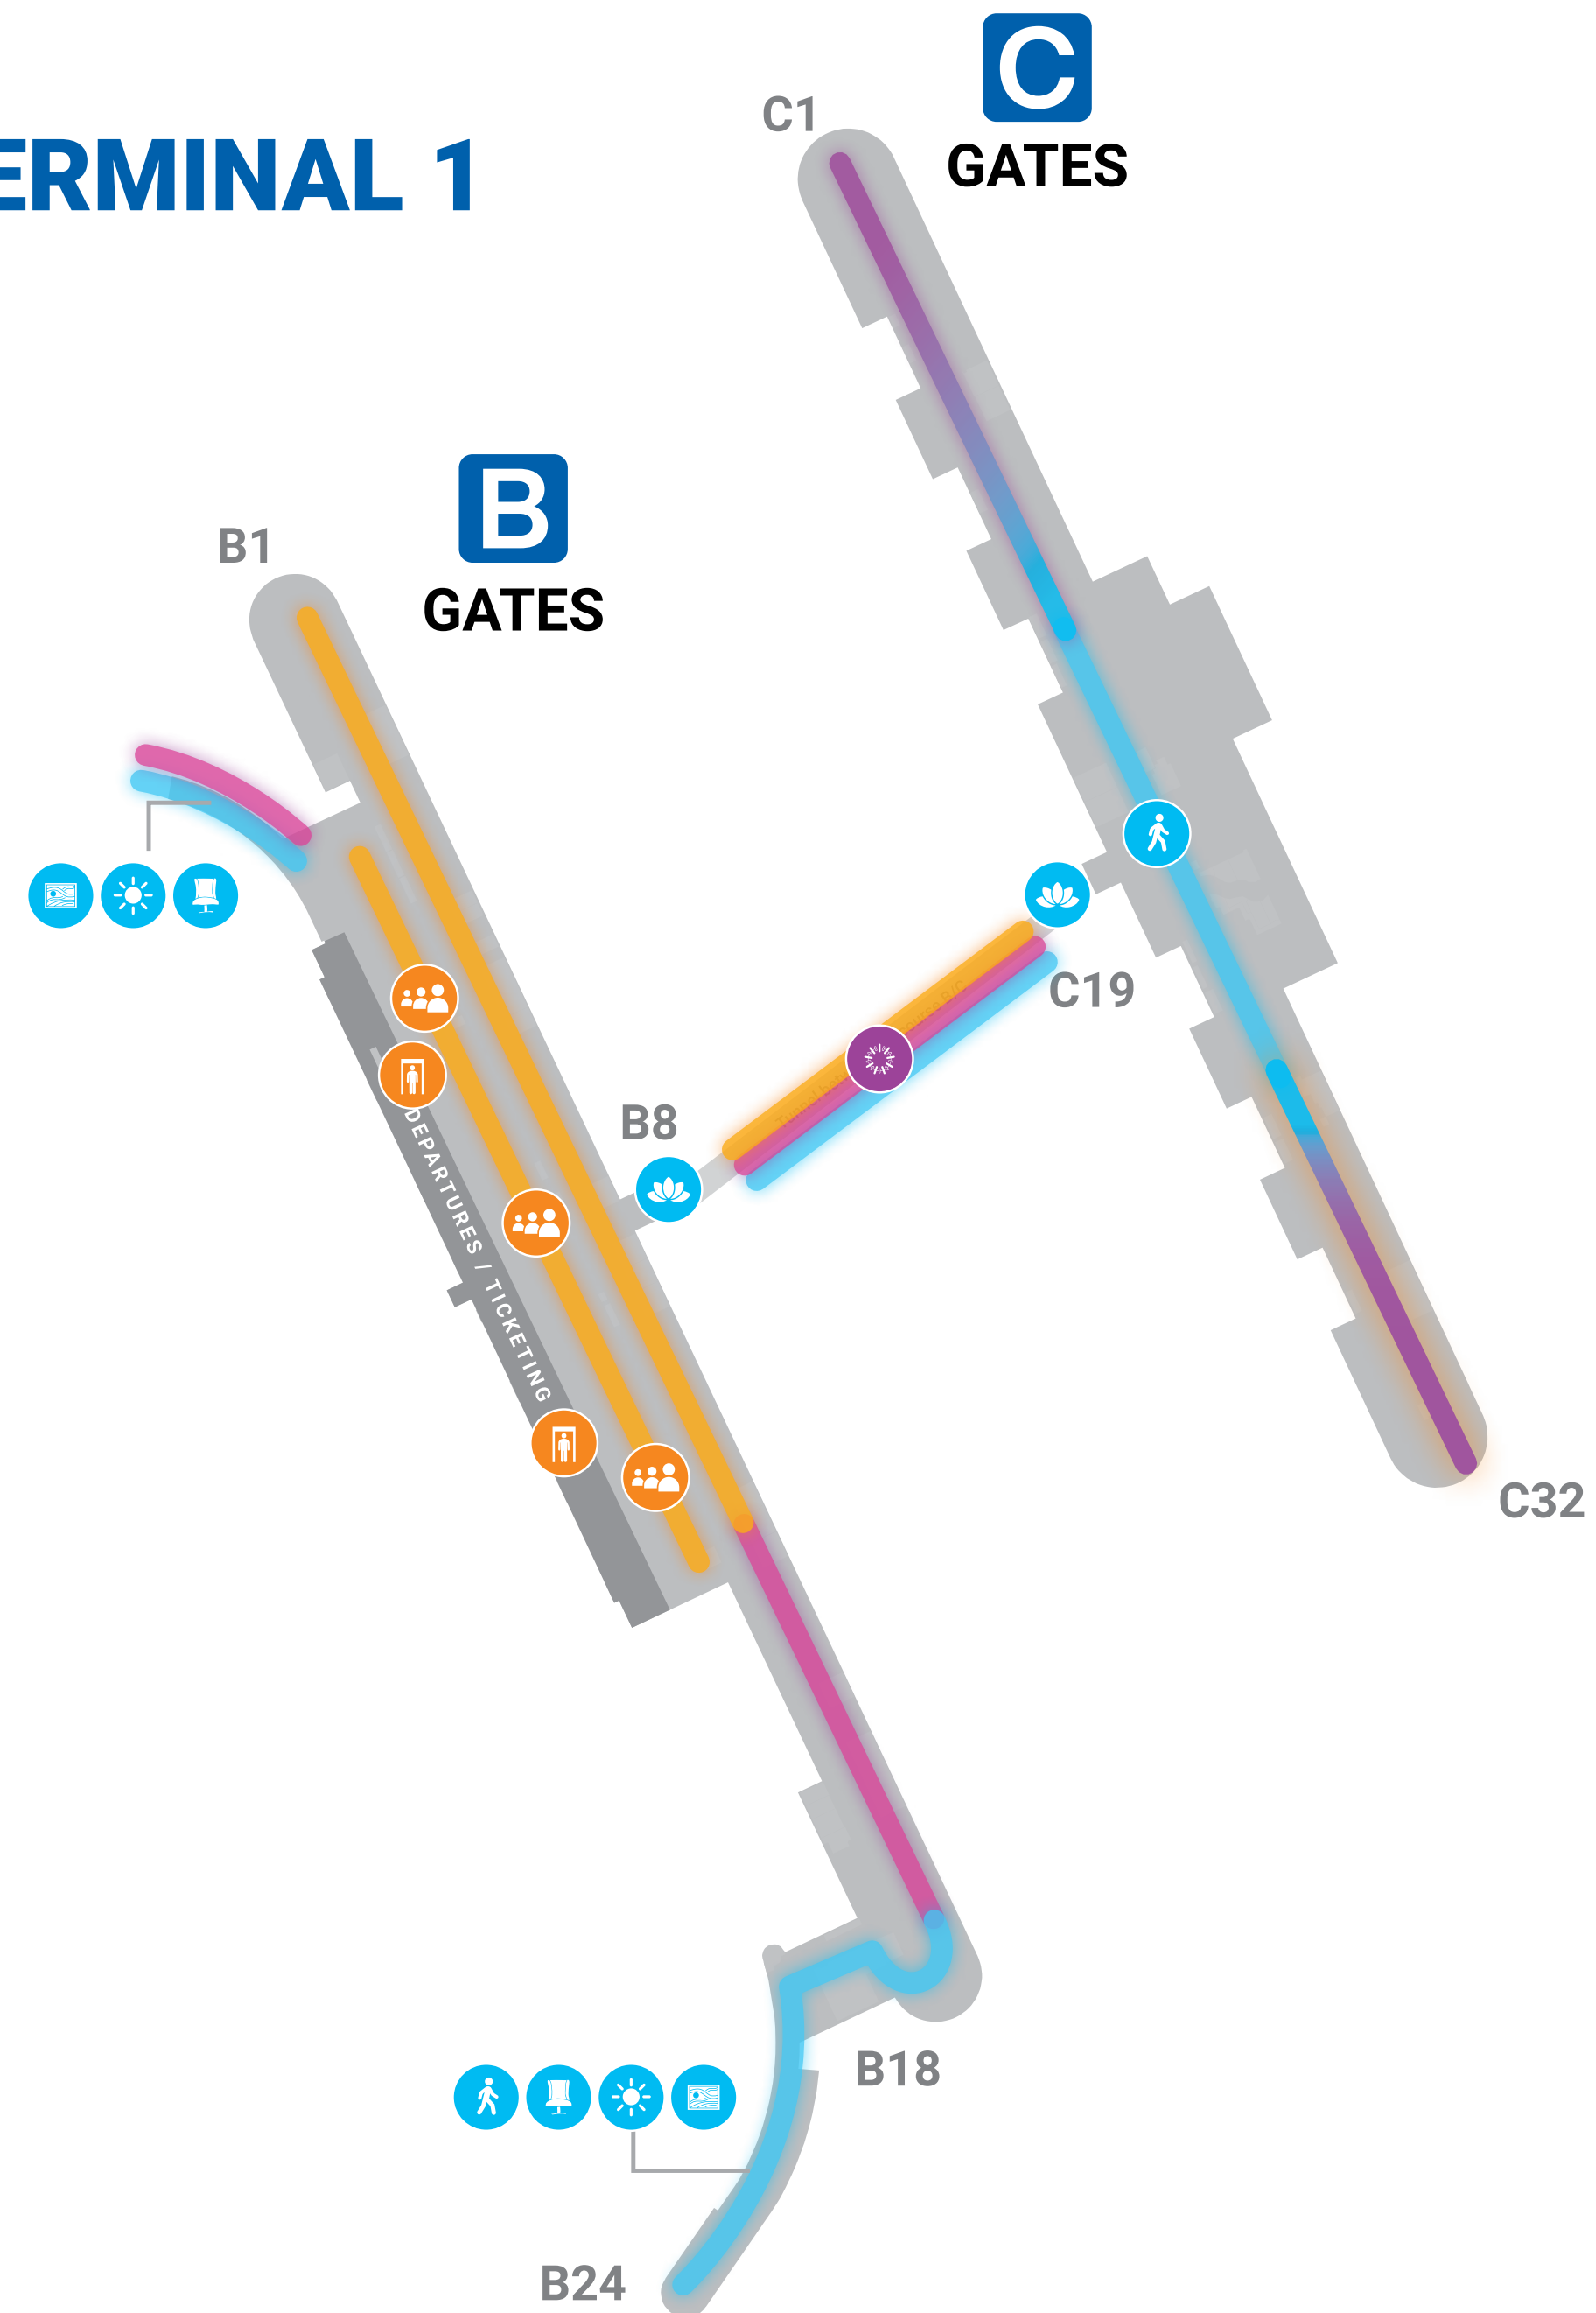 C
C1
GATES
ERMINAL 1
B
B1
GATES
C19
B8
DEPARTURES / TICKETING
C32
B18
B24